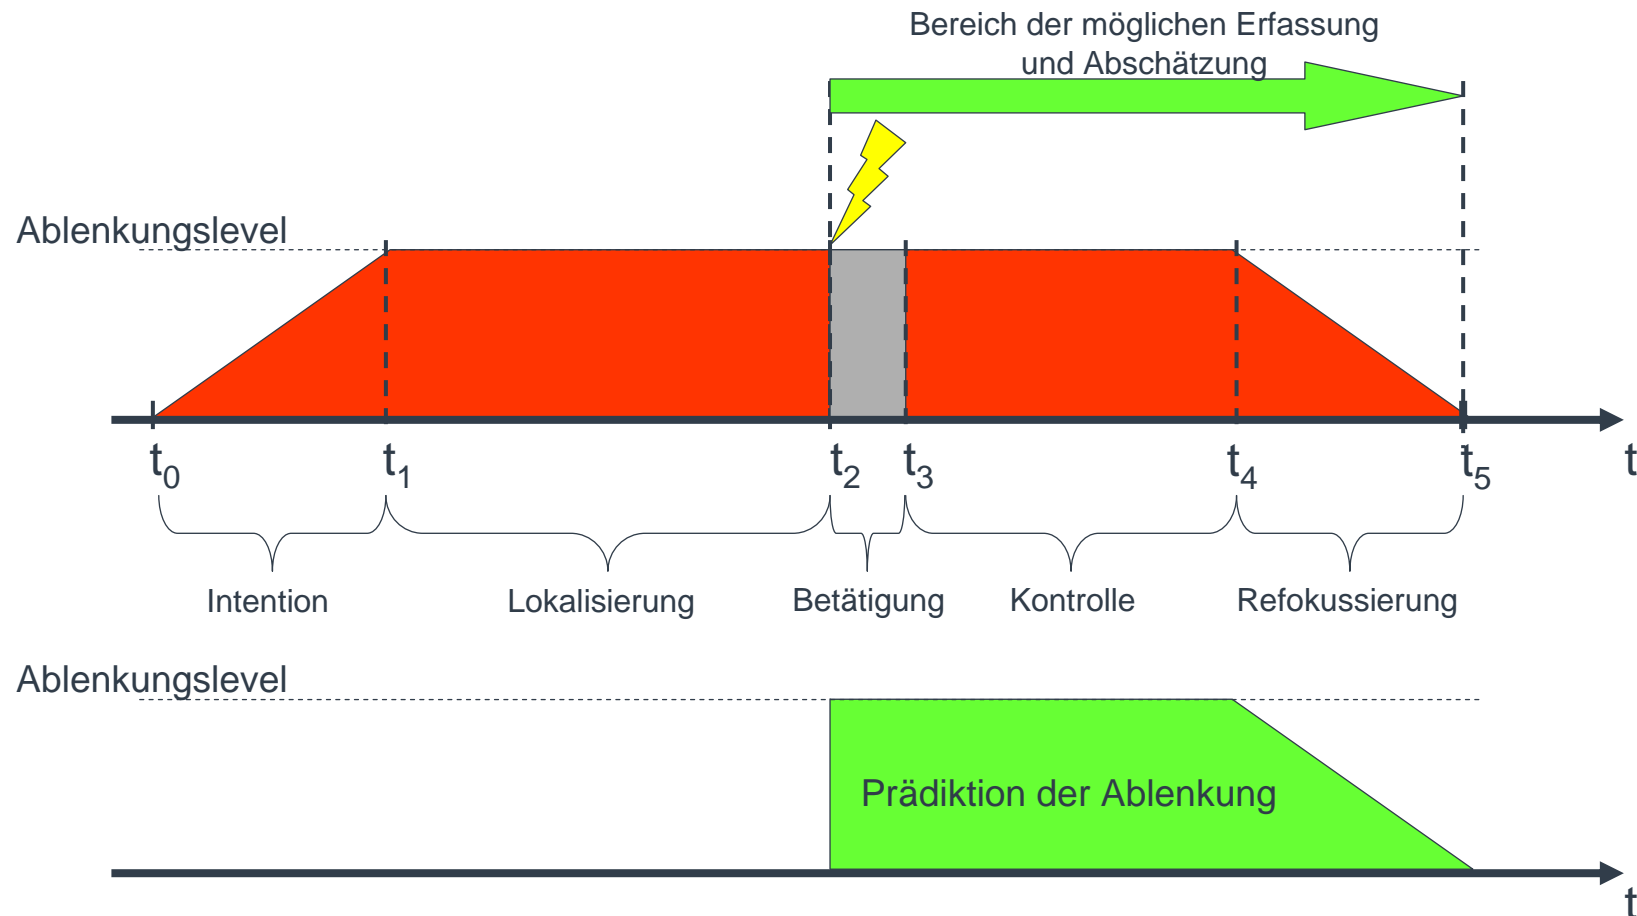 Bereich der möglichen Erfassung
und Abschätzung
Ablenkungslevel
t0 t1 t2 t3 t4 t5 t
Intention Lokalisierung Betätigung Kontrolle Refokussierung
Ablenkungslevel
Prädiktion der Ablenkung
t